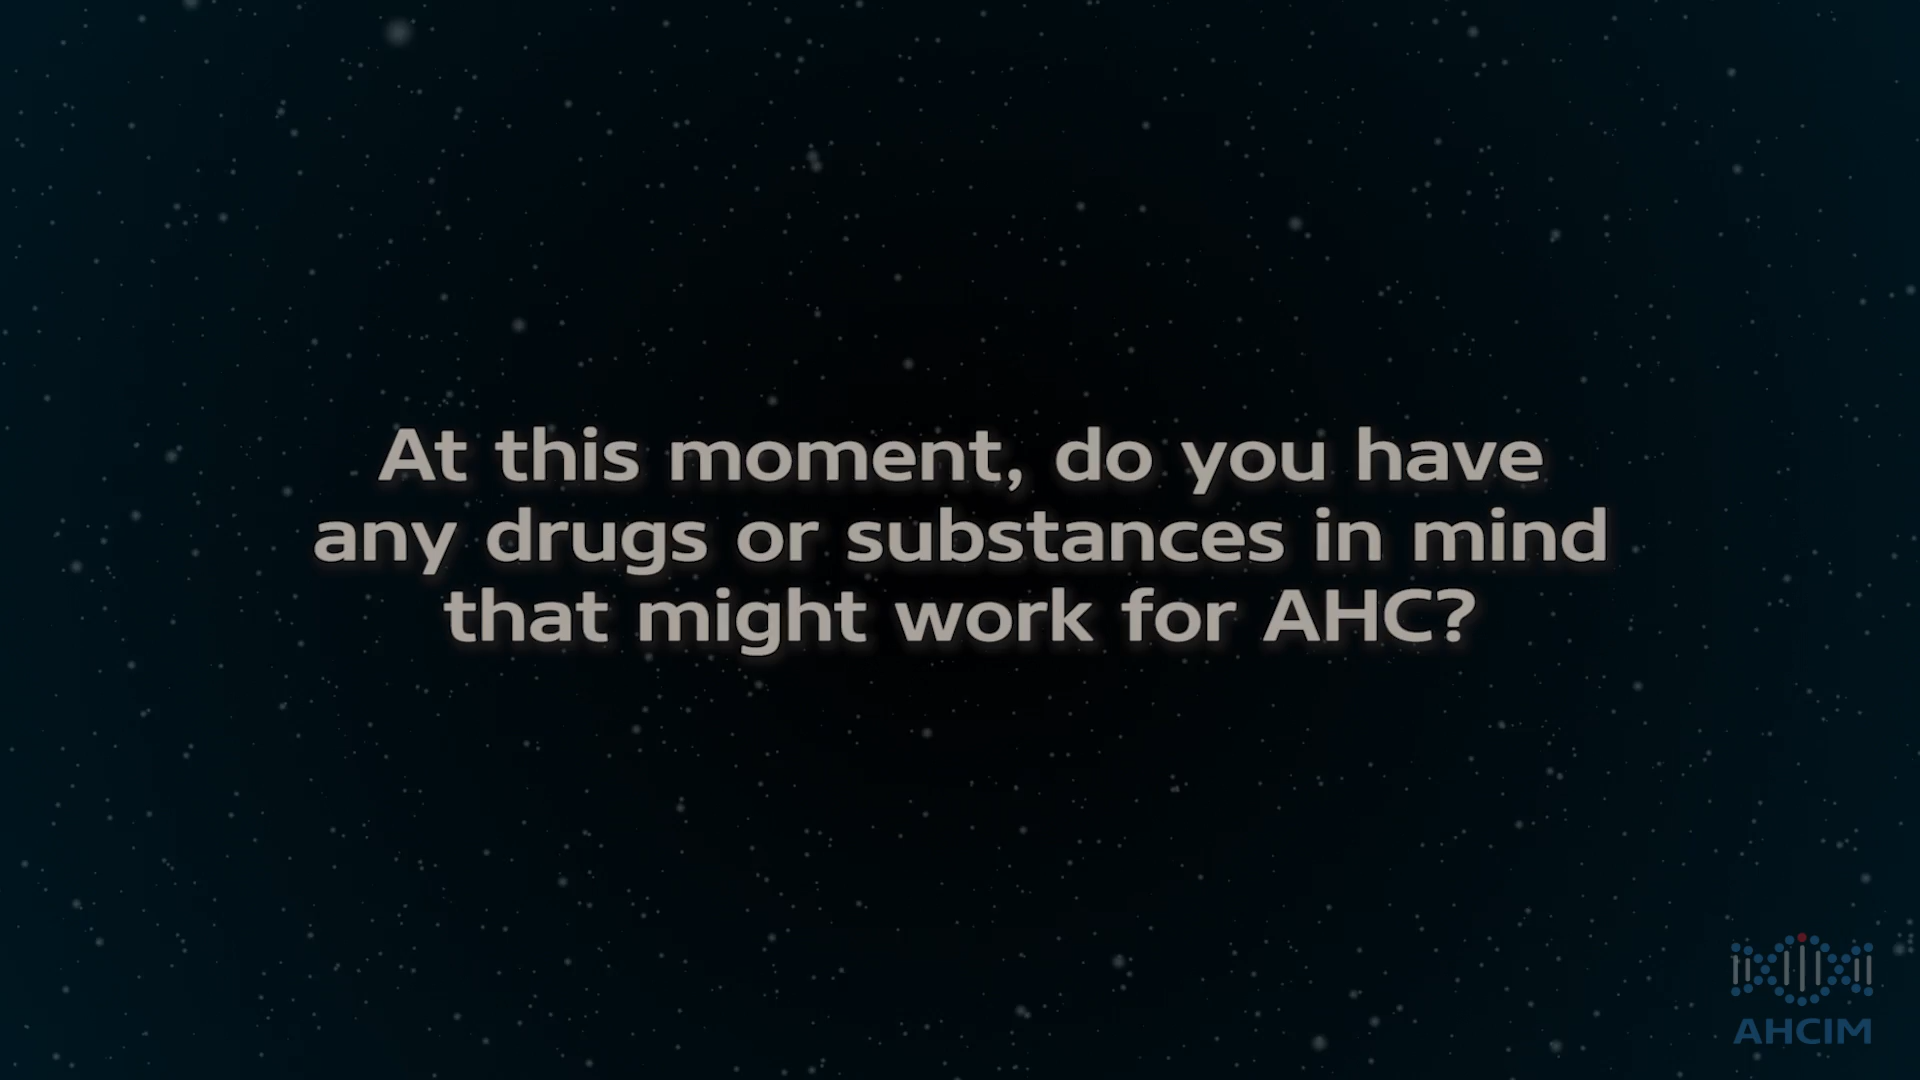 At this moment, do you have
any drugs or substances in mind
that might work for AHC?
AHCIM